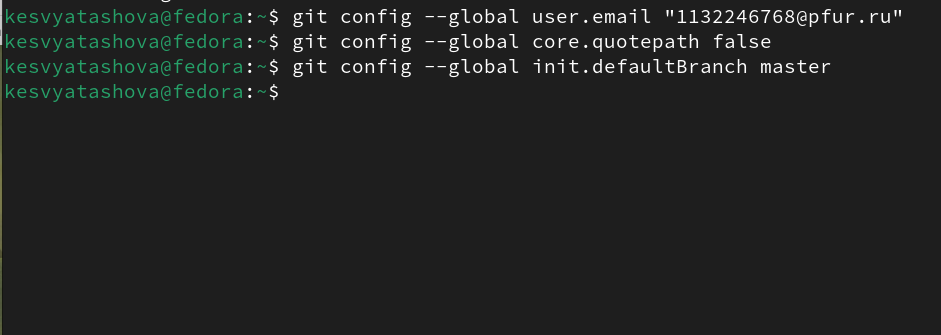 kesvyatashova@fedora:~$ git config --global user.email "1132246768@pfur.ru"
kesvyatashova@fedora:~$ git config --global core.quotepath false
kesvyatashova@fedora:~$ git config --global init.defaultBranch master
kesvyatashova@fedora:~$